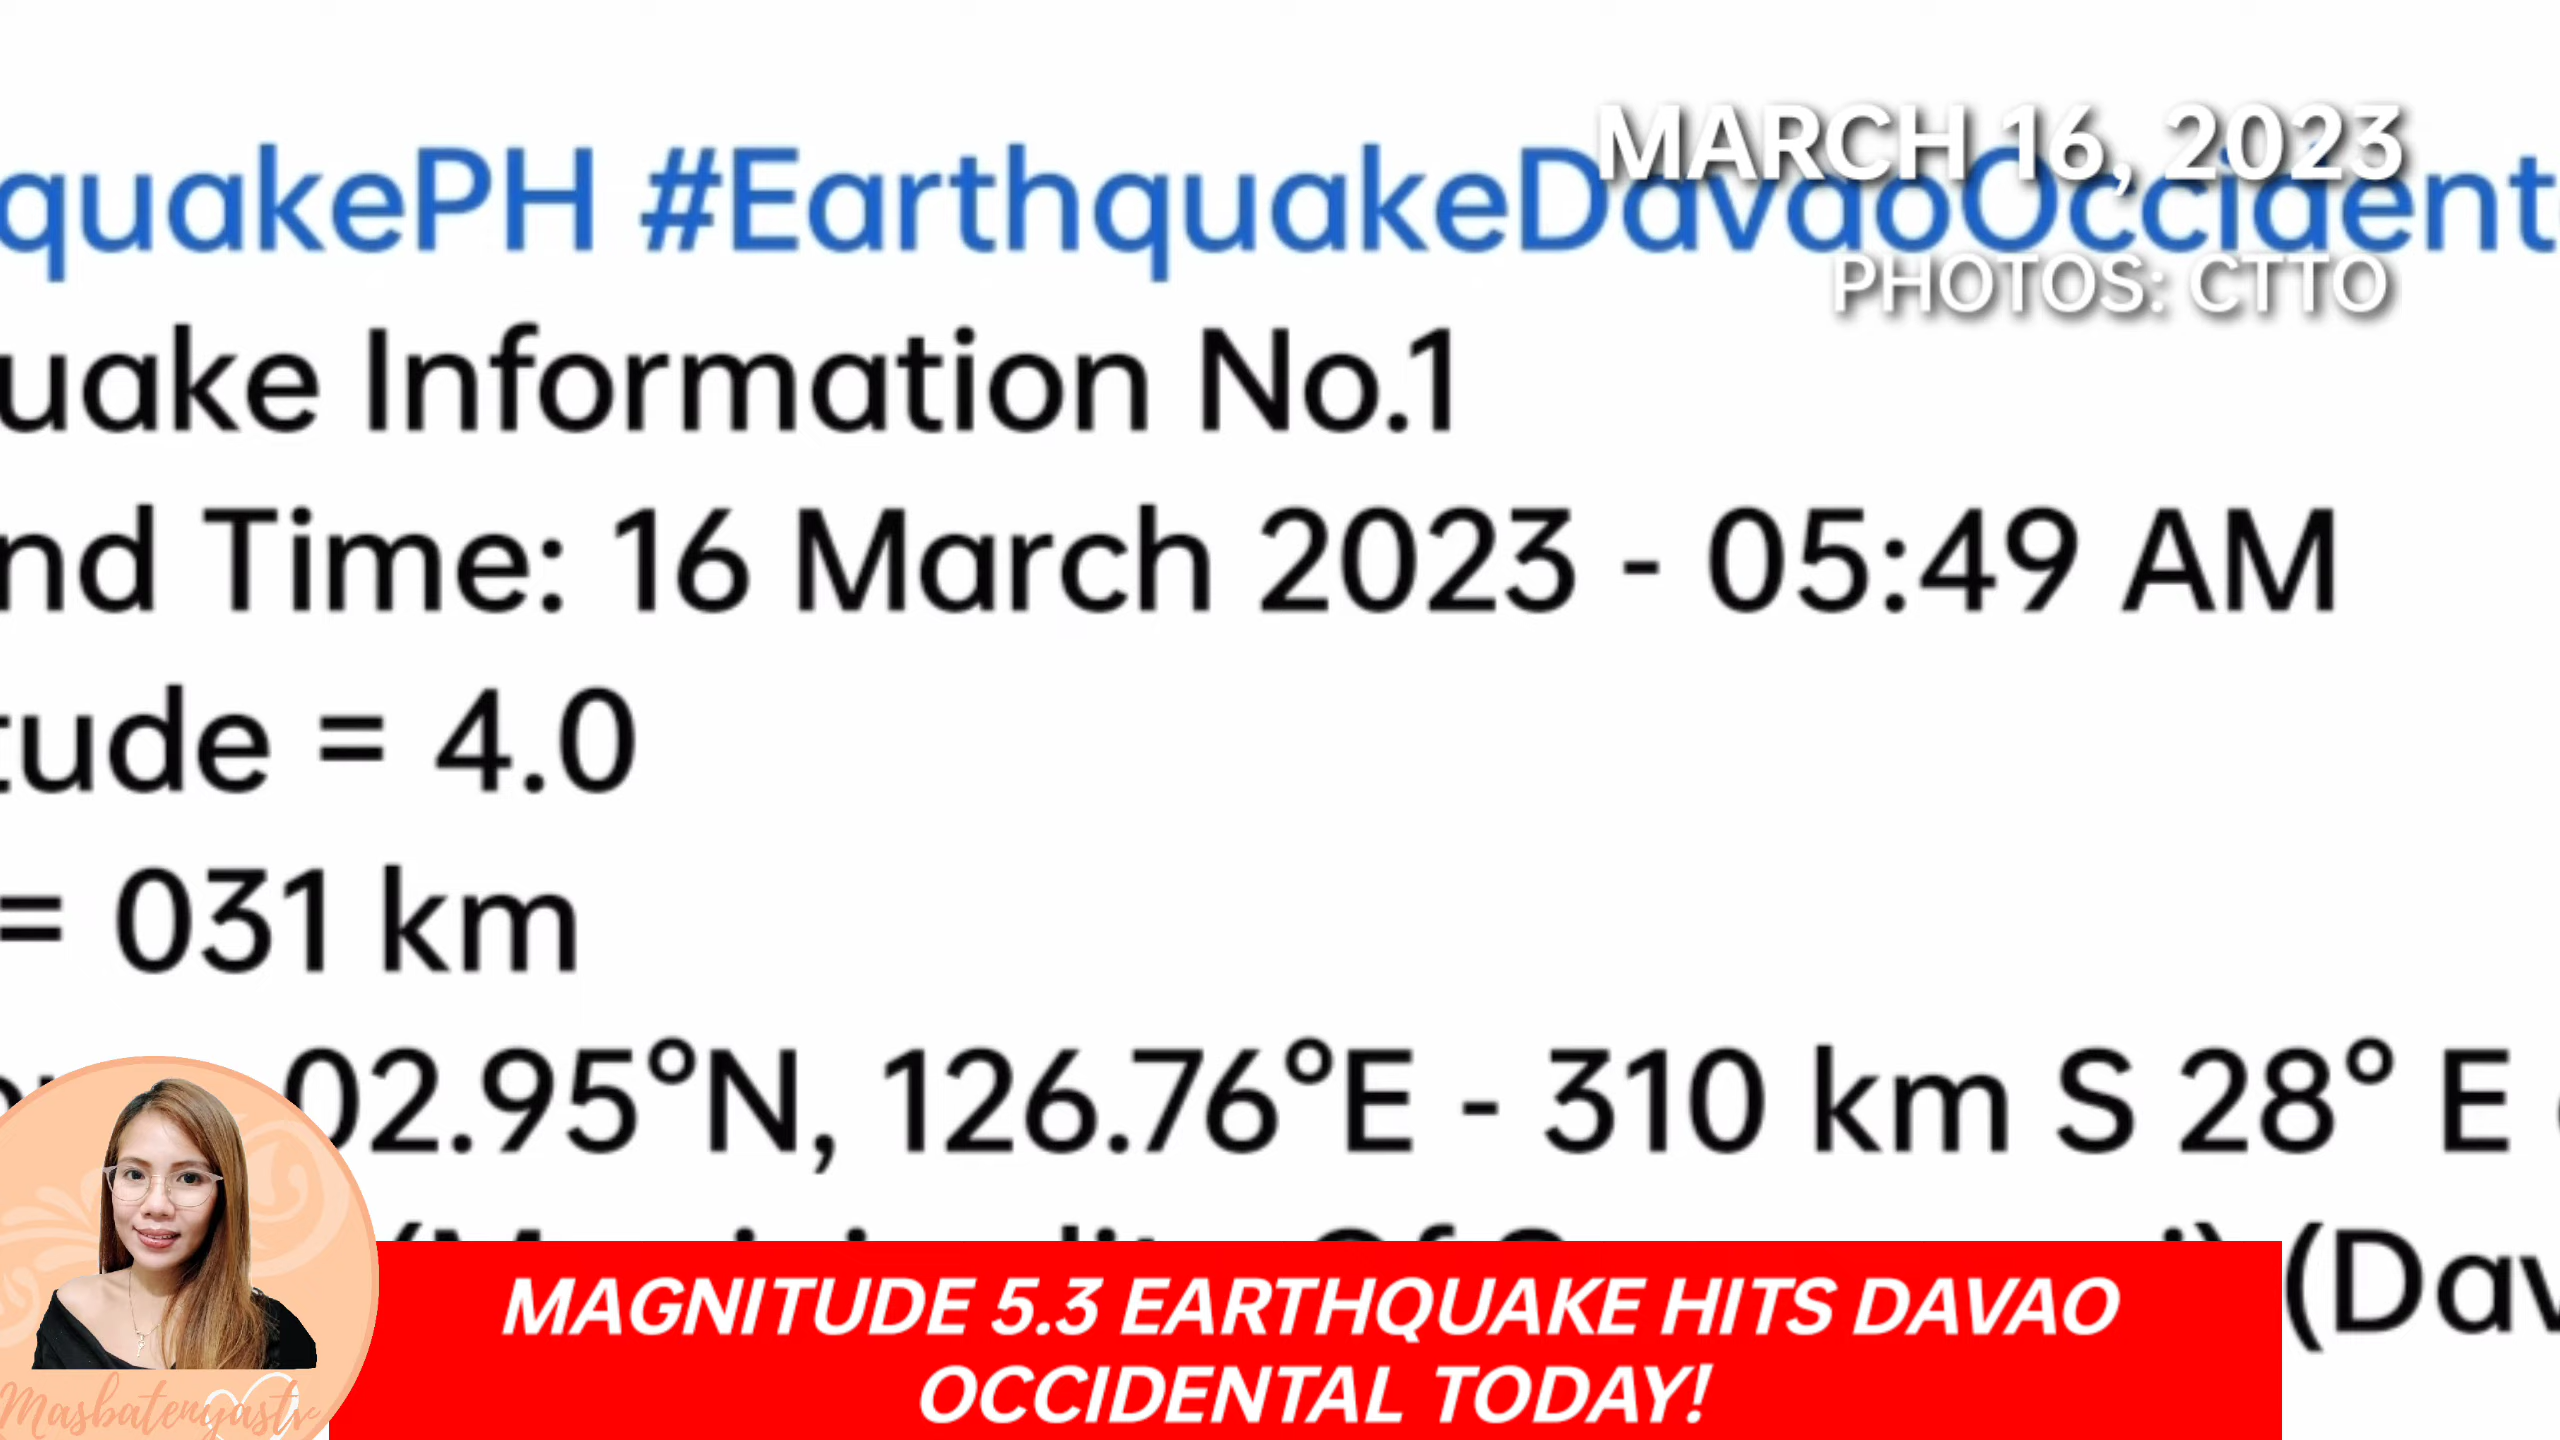 MARCH 16, 2023
quakePH #EarthquakeDavaoOccident
PHOTOS: CTTO
uake Information No.1
nd Time: 16 March 2023 - 05:49 AM
tude = 4.0
= 031 km
02.95°N, 126.76°E - 310 km S 28° E
(Dav
MAGNITUDE 5.3 EARTHQUAKE HITS DAVAO
OCCIDENTAL TODAY!
Masbatenyastv